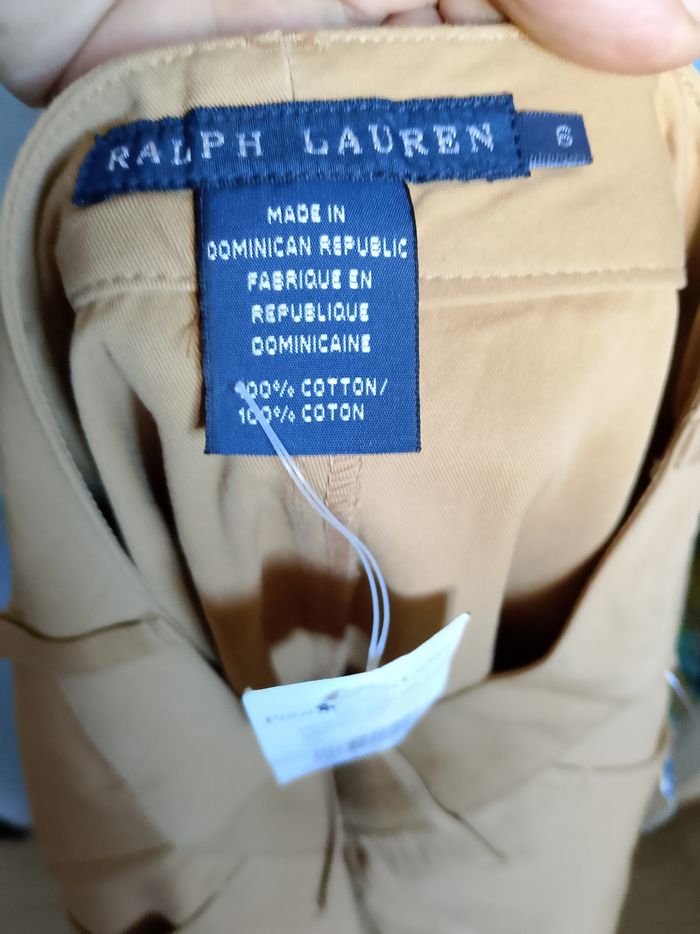 RALPH LAUREN
6
MADE IN
DOMINICAN REPUBLIC
FABRIQUE EN
REPUBLIQUE
DOMINICAINE
100% COTTON/
100% COTON